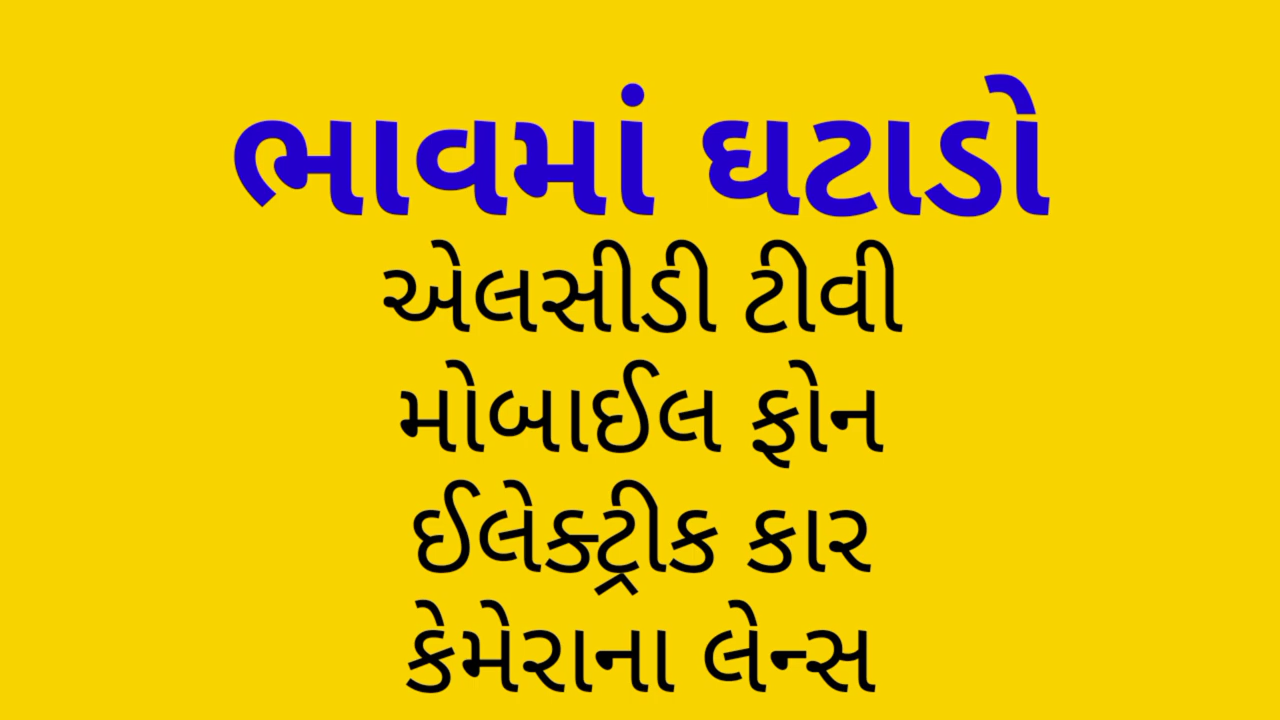 ભાવમાં ઘટાડો
એલસીડી ટીવી
મોબાઈલ ફોન
ઈલેક્ટ્રીક કાર
કેમેરાના લેન્સ